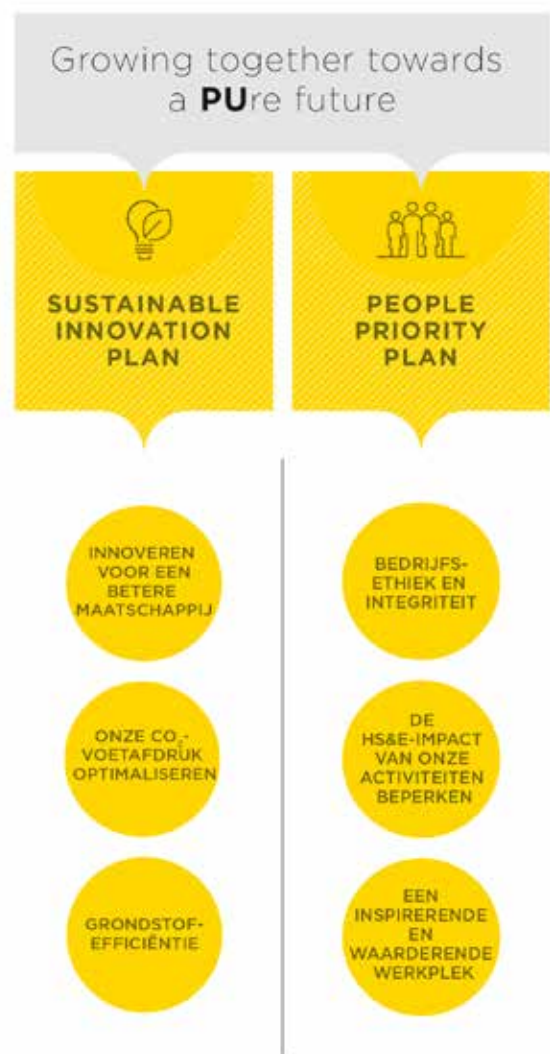 Growing together towards
a PUre future
SUSTAINABLE
INNOVATION
PLAN
INNOVEREN
VOOR EEN
BETERE
MAATSCHAPPIJ
ONZE CO₂-
VOETAFDRUK
OPTIMALISEREN
GRONDSTOF-
EFFICIËNTIE
PEOPLE
PRIORITY
PLAN
BEDRIJFS-
ETHIEK EN
INTEGRITEIT
DE
HS&E-IMPACT
VAN ONZE
ACTIVITEITEN
BEPERKEN
EEN
INSPIRERENDE
EN
WAARDERENDE
WERKPLEK